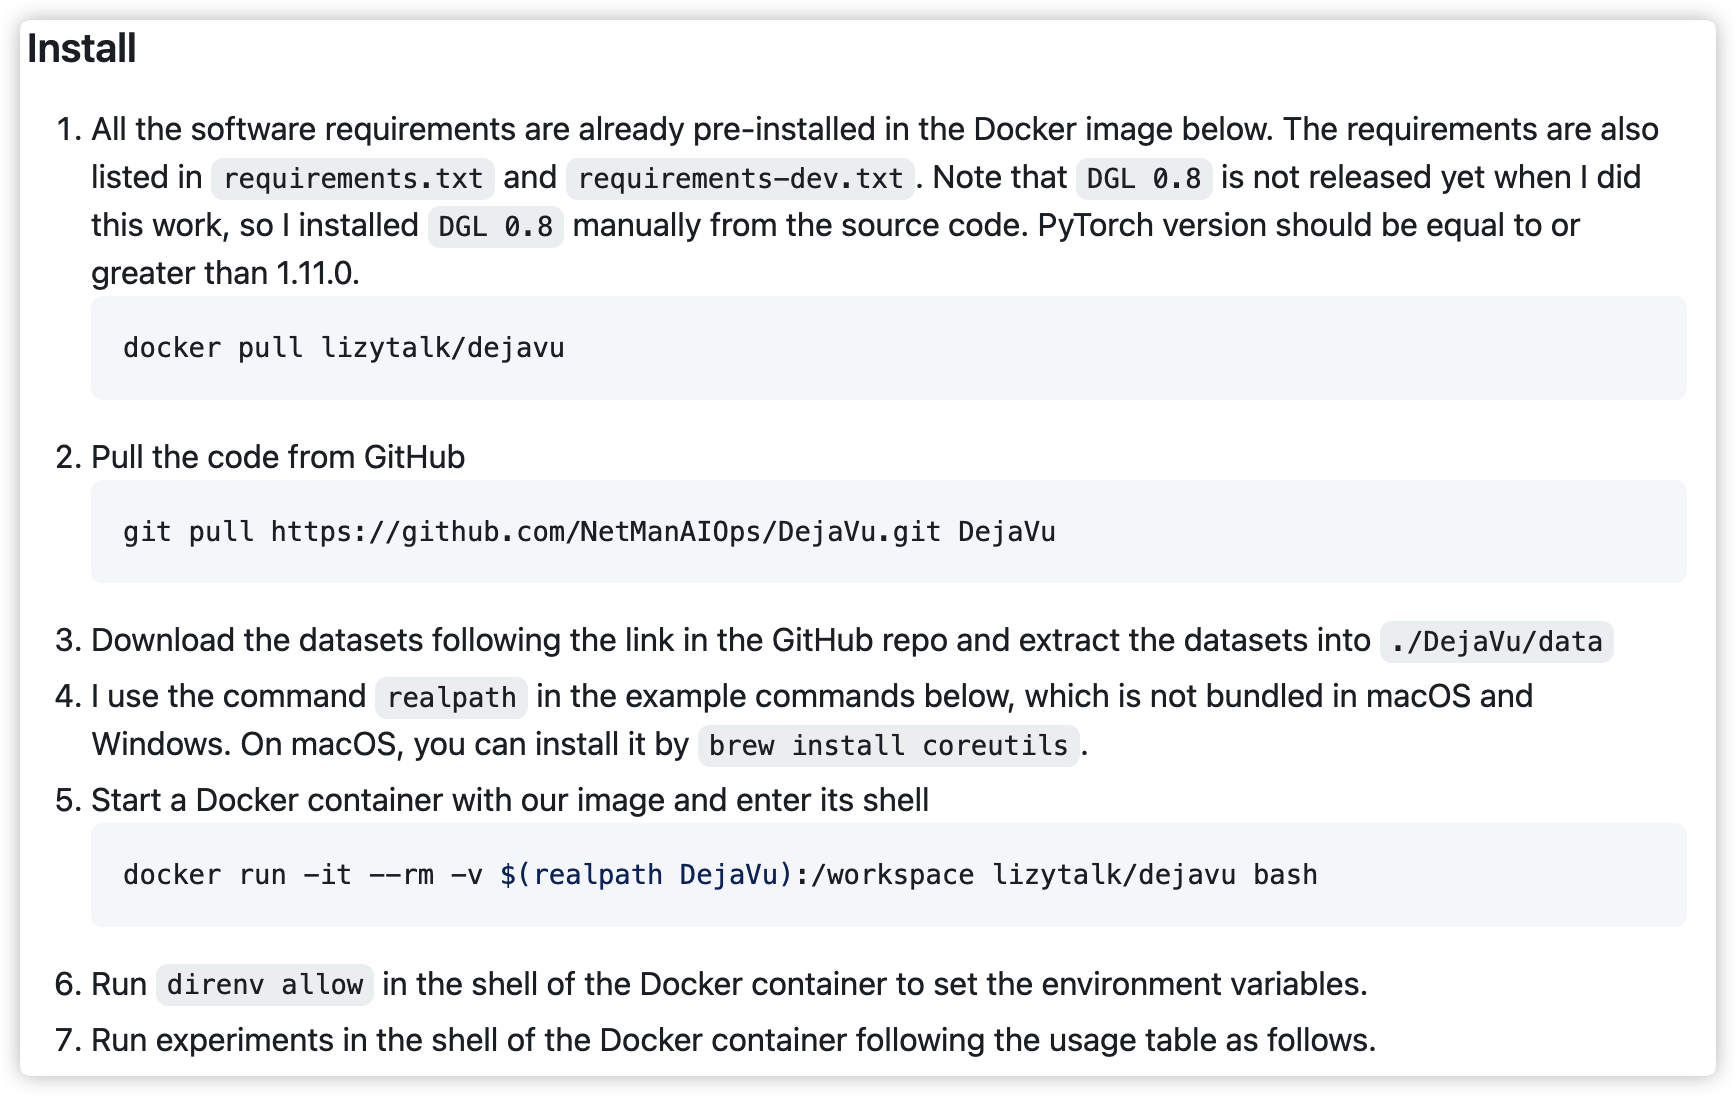 Install
1. All the software requirements are already pre-installed in the Docker image below. The requirements are also
listed in requirements.txt and requirements-dev.txt. Note that DGL 0.8 is not released yet when I did
this work, so I installed DGL 0.8 manually from the source code. PyTorch version should be equal to or
greater than 1.11.0.
docker pull lizytalk/dejavu
2. Pull the code from GitHub
git pull https://github.com/NetManAIOps/DejaVu.git DejaVu
3. Download the datasets following the link in the GitHub repo and extract the datasets into ./DejaVu/data
4. I use the command realpath in the example commands below, which is not bundled in macOS and
Windows. On macOS, you can install it by brew install coreutils.
5. Start a Docker container with our image and enter its shell
docker run -it --rm -v $(realpath DejaVu):/workspace lizytalk/dejavu bash
6. Run direnv allow in the shell of the Docker container to set the environment variables.
7. Run experiments in the shell of the Docker container following the usage table as follows.